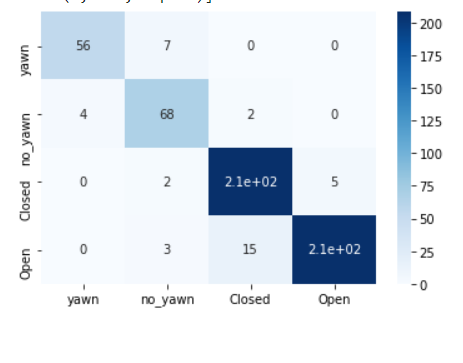 yawn 56 7 0 0
no_yawn 4 68 2 0
Closed 0 2 2.1e+02 5
Open 0 3 15 2.1e+02
yawn no_yawn Closed Open
200
175
150
125
100
75
50
25
0